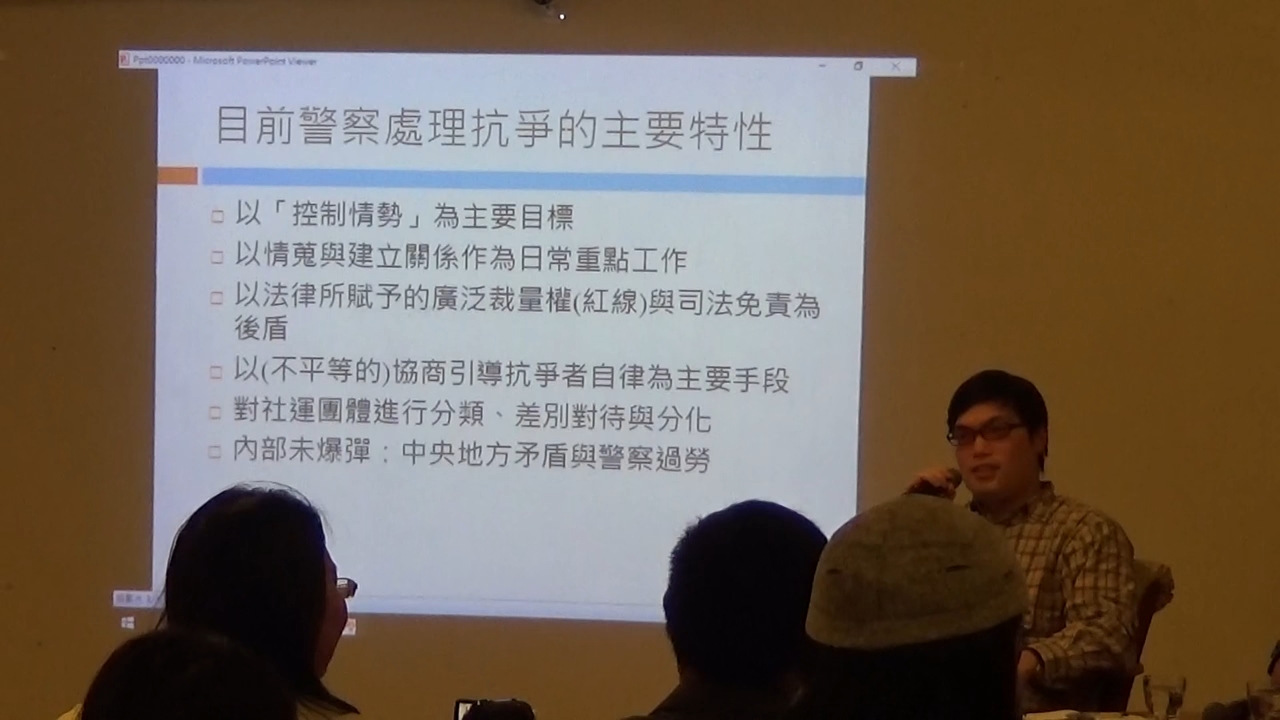 Ppt0000000 - Microsoft PowerPoint Viewer
目前警察處理抗爭的主要特性
以「控制情勢」為主要目標
以情蒐與建立關係作為日常重點工作
以法律所賦予的廣泛裁量權(紅線)與司法免責為
後盾
以(不平等的)協商引導抗爭者自律為主要手段
對社運團體進行分類、差別對待與分化
內部未爆彈：中央地方矛盾與警察過勞